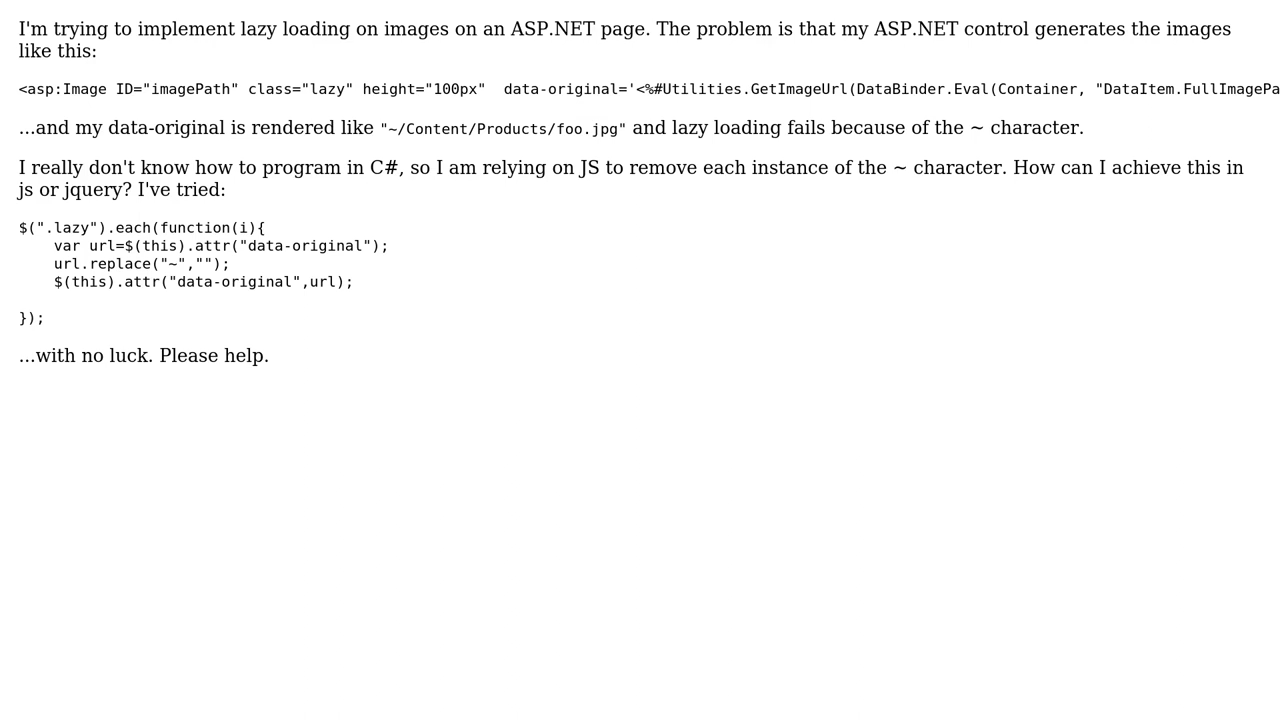 I'm trying to implement lazy loading on images on an ASP.NET page. The problem is that my ASP.NET control generates the images
like this:
<asp:Image ID="imagePath" class="lazy" height="100px"  data-original='<%#Utilities.GetImageUrl(DataBinder.Eval(Container, "DataItem.FullImagePa
...and my data-original is rendered like "~/Content/Products/foo.jpg" and lazy loading fails because of the ~ character.
I really don't know how to program in C#, so I am relying on JS to remove each instance of the ~ character. How can I achieve this in
js or jquery? I've tried:
$(".lazy").each(function(i){
    var url=$(this).attr("data-original");
    url.replace("~","");
    $(this).attr("data-original",url);
});
...with no luck. Please help.